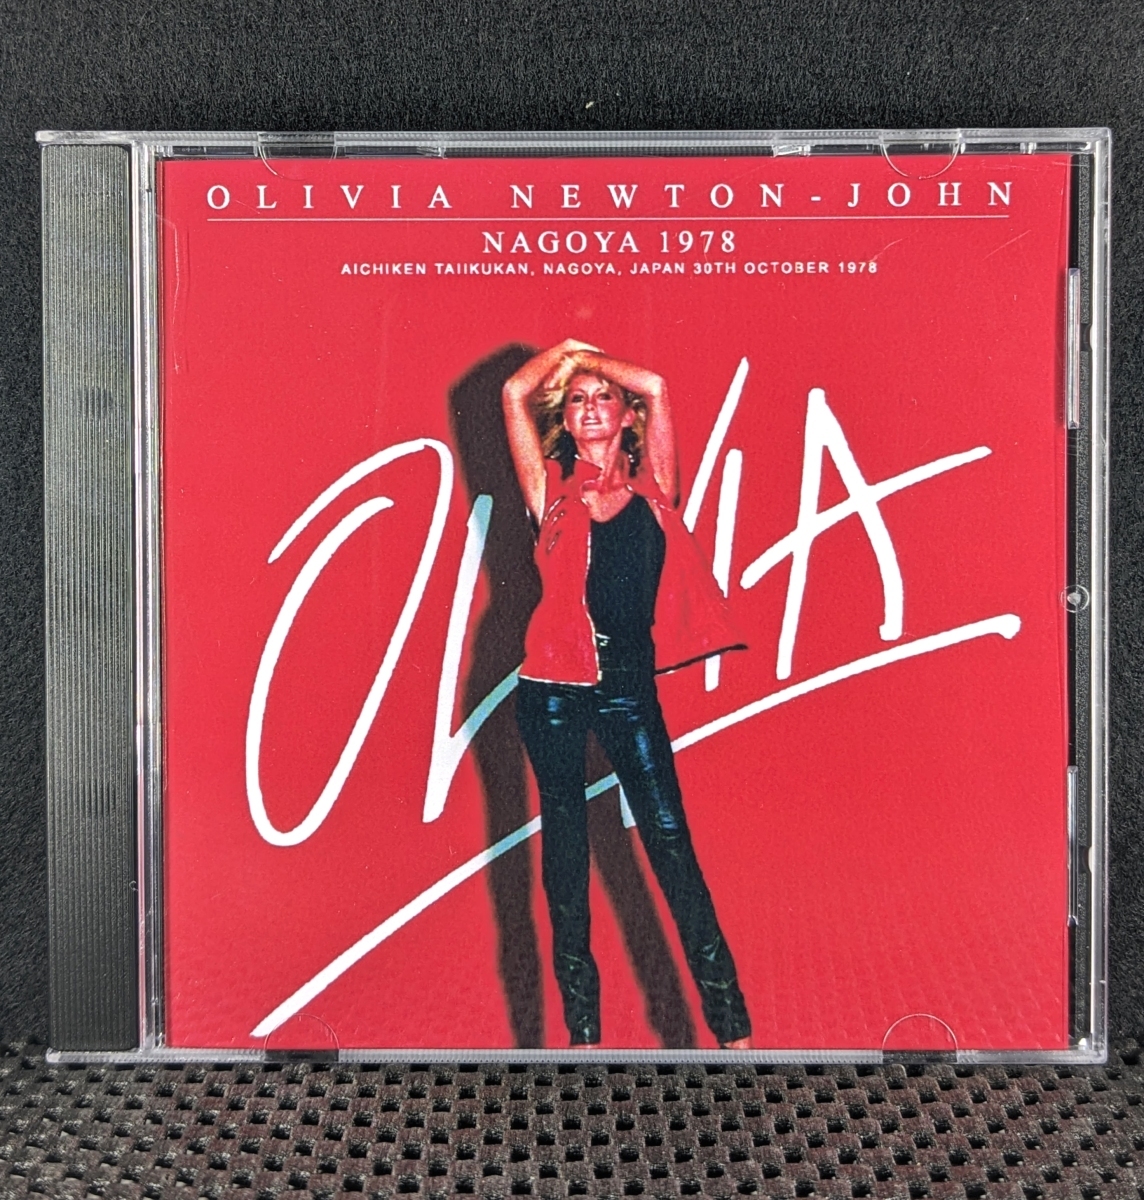 OLIVIA NEWTON-JOHN
NAGOYA 1978
AICHIKEN TAIIKUKAN, NAGOYA, JAPAN 30TH OCTOBER 1978
OLIVIA